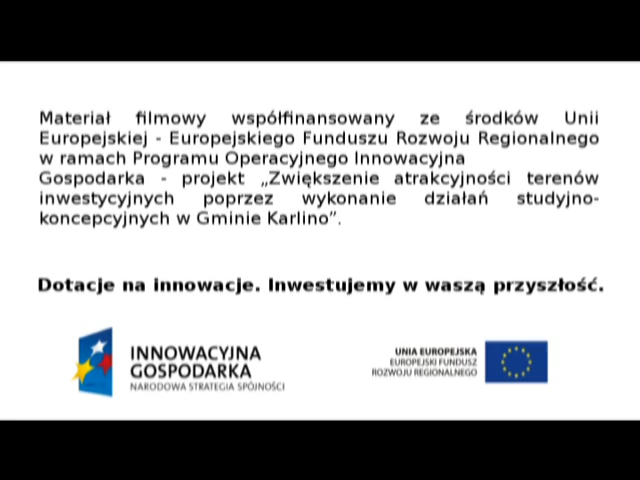 Materiał filmowy współfinansowany ze środków Unii
Europejskiej - Europejskiego Funduszu Rozwoju Regionalnego
w ramach Programu Operacyjnego Innowacyjna
Gospodarka - projekt „Zwiększenie atrakcyjności terenów
inwestycyjnych poprzez wykonanie działań studyjno-
koncepcyjnych w Gminie Karlino”.
Dotacje na innowacje. Inwestujemy w waszą przyszłość.
INNOWACYJNA
GOSPODARKA
NARODOWA STRATEGIA SPÓJNOŚCI
UNIA EUROPEJSKA
EUROPEJSKI FUNDUSZ
ROZWOJU REGIONALNEGO